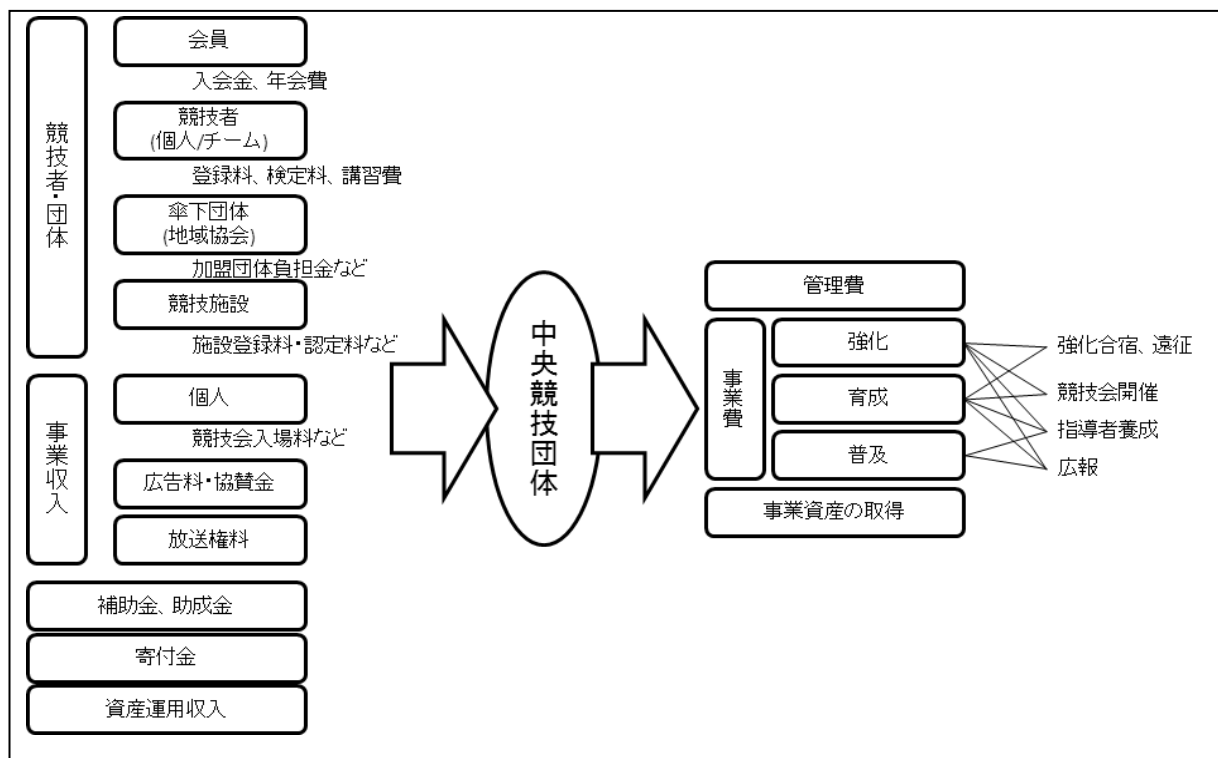 競技者・団体
会員
入会金、年会費
競技者
(個人/チーム)
登録料、検定料、講習費
傘下団体
(地域協会)
加盟団体負担金など
競技施設
施設登録料・認定料など
事業収入
個人
競技会入場料など
広告料・協賛金
放送権料
補助金、助成金
寄付金
資産運用収入
中央競技団体
管理費
事業費
強化
育成
普及
事業資産の取得
強化合宿、遠征
競技会開催
指導者養成
広報